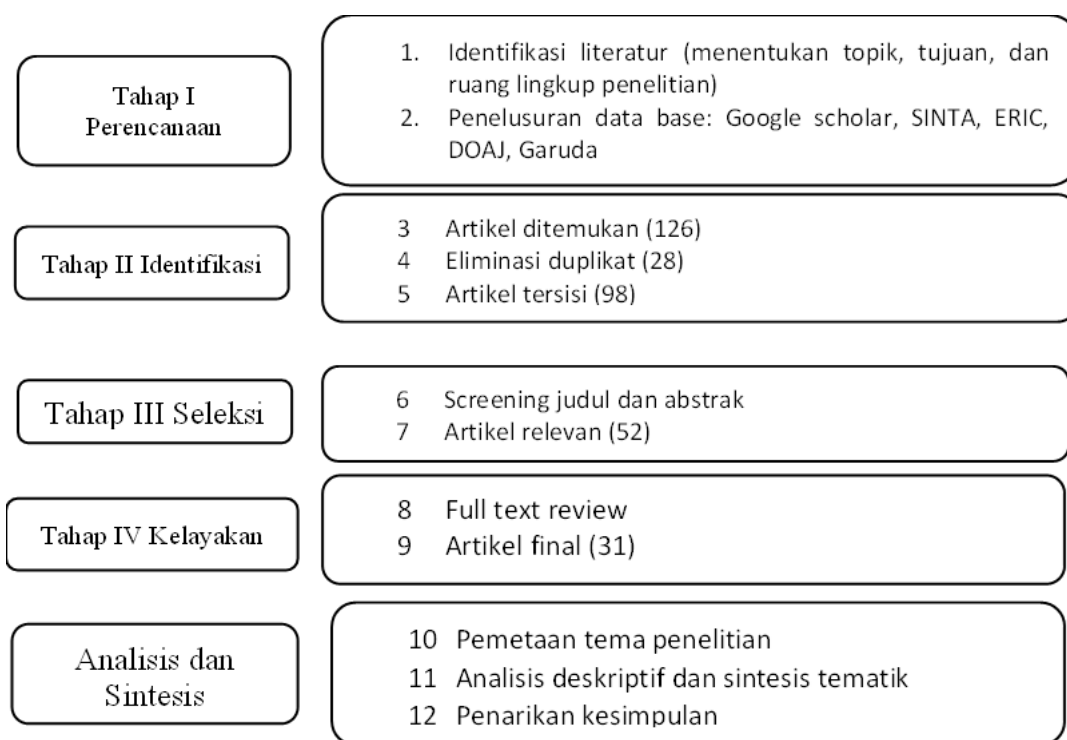 Tahap I
Perencanaan
1. Identifikasi literatur (menentukan topik, tujuan, dan
ruang lingkup penelitian)
2. Penelusuran data base: Google scholar, SINTA, ERIC,
DOAJ, Garuda
Tahap II Identifikasi
3 Artikel ditemukan (126)
4 Eliminasi duplikat (28)
5 Artikel tersisi (98)
Tahap III Seleksi
6 Screening judul dan abstrak
7 Artikel relevan (52)
Tahap IV Kelayakan
8 Full text review
9 Artikel final (31)
Analisis dan
Sintesis
10 Pemetaan tema penelitian
11 Analisis deskriptif dan sintesis tematik
12 Penarikan kesimpulan